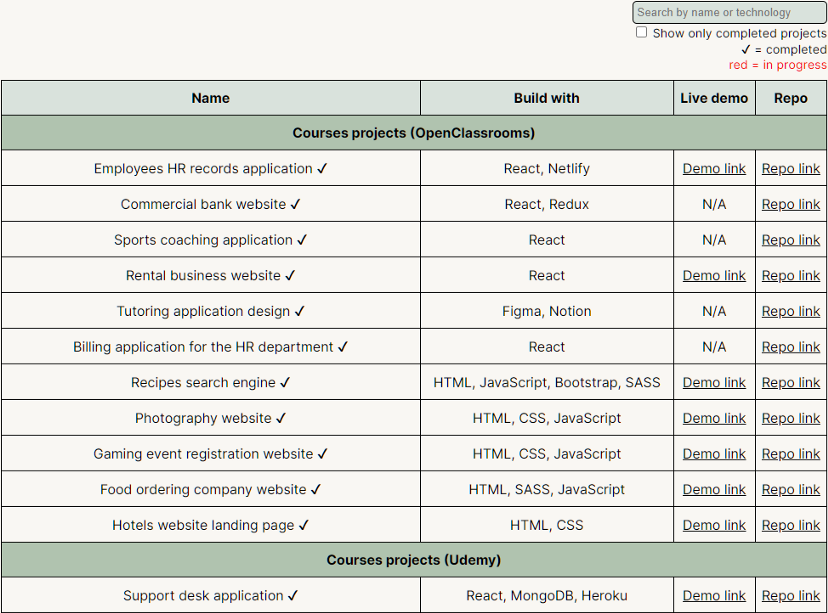 Search by name or technology
Show only completed projects
✔ = completed
red = in progress
Name Build with Live demo Repo
Courses projects (OpenClassrooms)
Employees HR records application ✔ React, Netlify Demo link Repo link
Commercial bank website ✔ React, Redux N/A Repo link
Sports coaching application ✔ React N/A Repo link
Rental business website ✔ React Demo link Repo link
Tutoring application design ✔ Figma, Notion N/A Repo link
Billing application for the HR department ✔ React N/A Repo link
Recipes search engine ✔ HTML, JavaScript, Bootstrap, SASS Demo link Repo link
Photography website ✔ HTML, CSS, JavaScript Demo link Repo link
Gaming event registration website ✔ HTML, CSS, JavaScript Demo link Repo link
Food ordering company website ✔ HTML, SASS, JavaScript Demo link Repo link
Hotels website landing page ✔ HTML, CSS Demo link Repo link
Courses projects (Udemy)
Support desk application ✔ React, MongoDB, Heroku Demo link Repo link